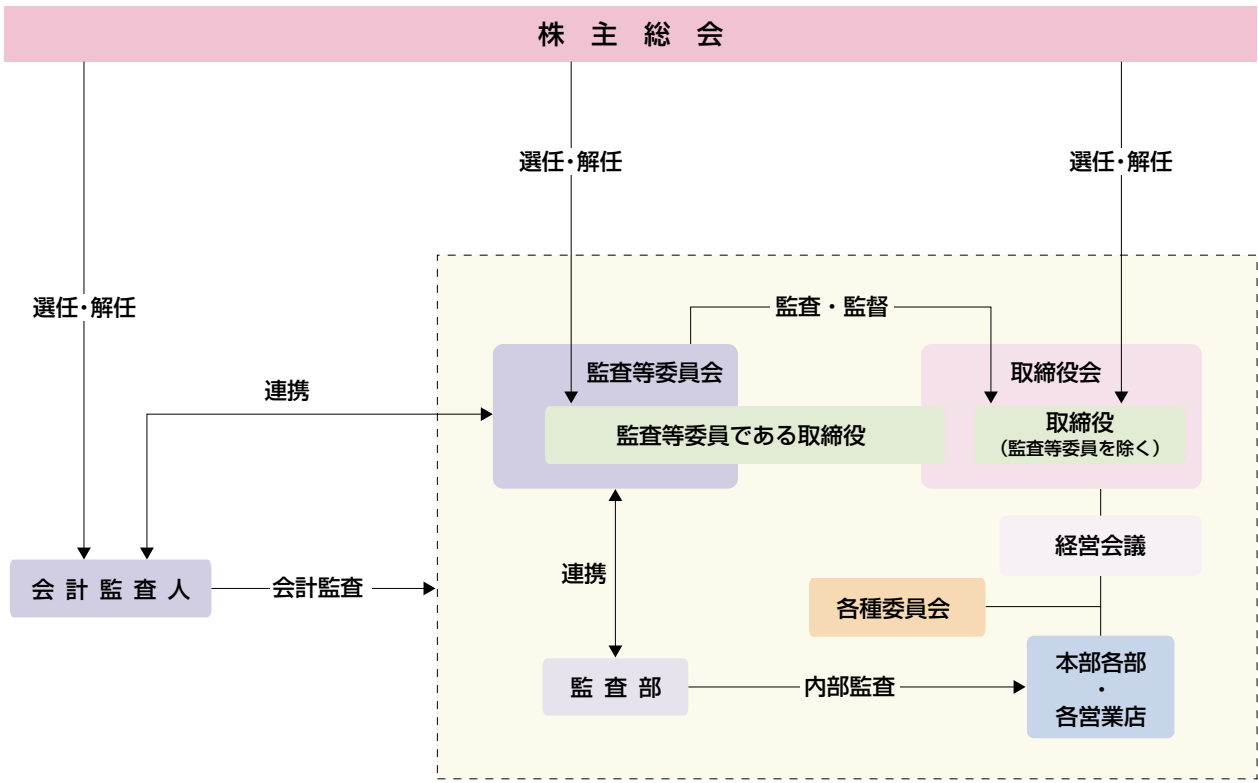 株主総会
選任・解任
選任・解任
選任・解任
監査・監督
監査等委員会
取締役会
連携
監査等委員である取締役
取締役
（監査等委員を除く）
経営会議
連携
会計監査人
会計監査
各種委員会
本部各部
・
各営業店
監査部
内部監査